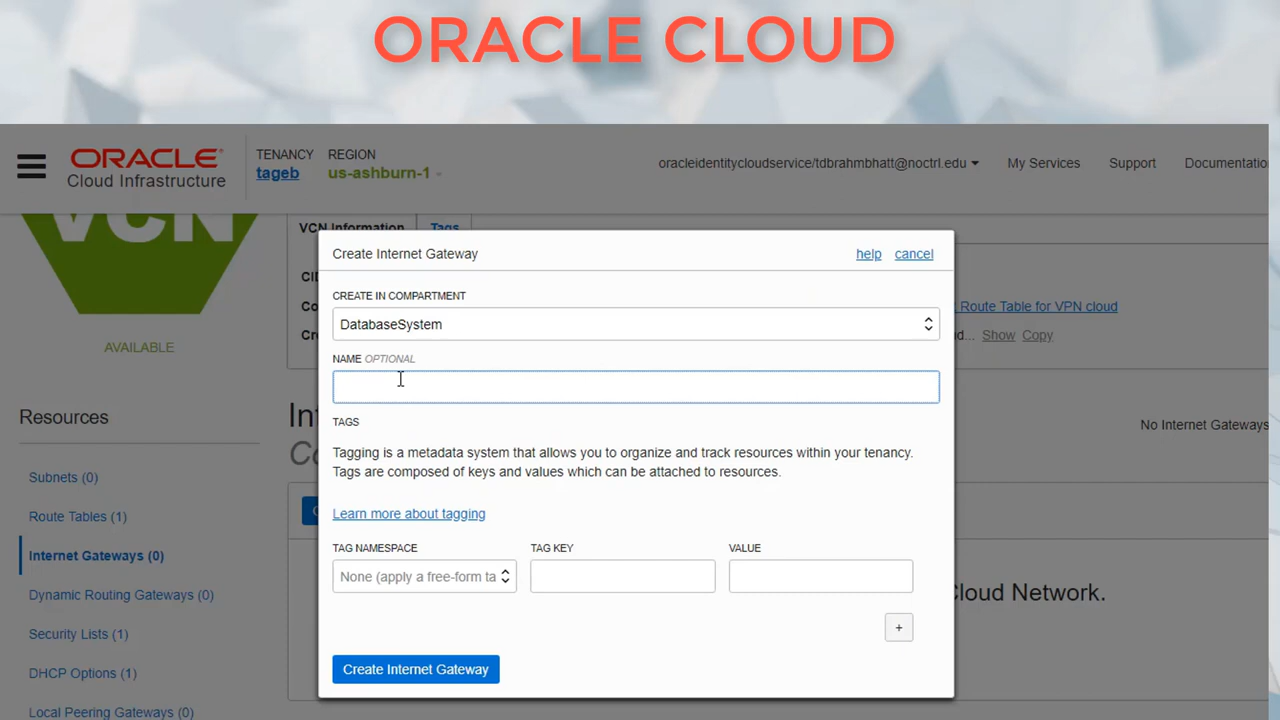 ORACLE CLOUD
ORACLE
Cloud Infrastructure
TENANCY
tageb
REGION
us-ashburn-1
oracleidentitycloudservice/tdbrahmbhatt@noctrl.edu
My Services
Support
Documentatio
VCN
AVAILABLE
VCN Information
Tags
CI
Co
Cr
Route Table for VPN cloud
d... Show Copy
Create Internet Gateway
help
cancel
CREATE IN COMPARTMENT
DatabaseSystem
NAME OPTIONAL
TAGS
Tagging is a metadata system that allows you to organize and track resources within your tenancy.
Tags are composed of keys and values which can be attached to resources.
Learn more about tagging
TAG NAMESPACE
TAG KEY
VALUE
None (apply a free-form ta
+
Create Internet Gateway
Resources
Subnets (0)
Route Tables (1)
Internet Gateways (0)
Dynamic Routing Gateways (0)
Security Lists (1)
DHCP Options (1)
Local Peering Gateways (0)
In
Co
No Internet Gateways
Cloud Network.